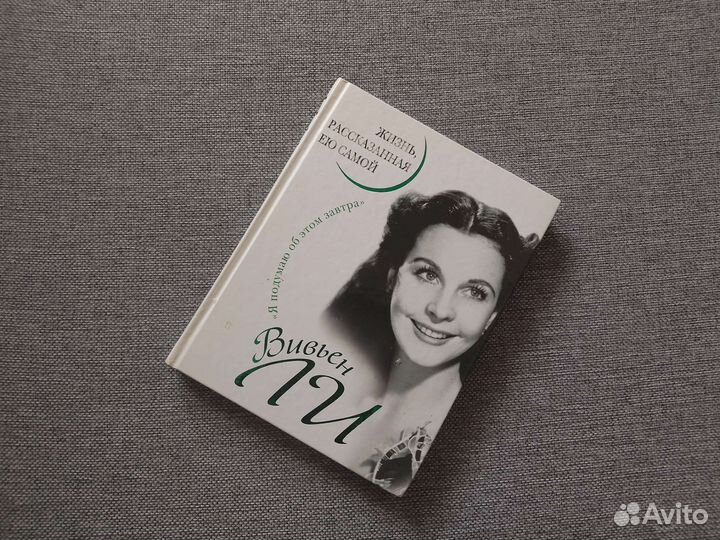 ЖИЗНЬ,
РАССКАЗАННАЯ
ЕЮ САМОЙ
«Я подумаю об этом завтра»
Вивьен
ЛИ
Avito